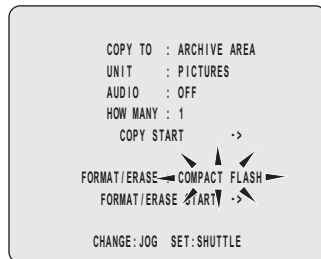 COPY TO : ARCHIVE AREA
UNIT : PICTURES
AUDIO : OFF
HOW MANY : 1
COPY START ->
FORMAT/ERASE : COMPACT FLASH
FORMAT/ERASE START ->
CHANGE:JOG SET:SHUTTLE